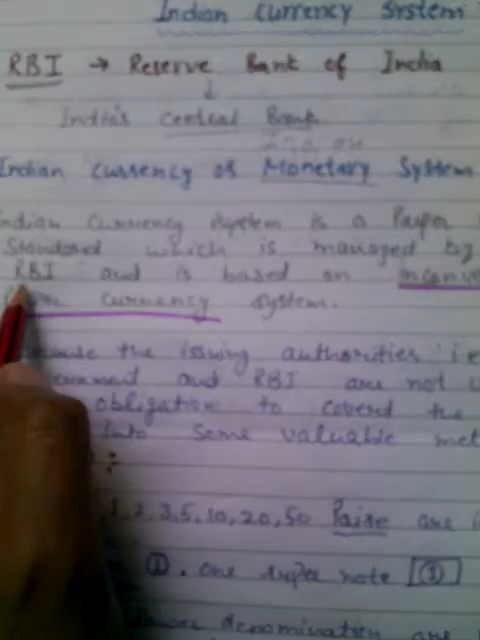 Indian Currency System
RBI → Reserve Bank of India
↓
India's Central Bank
Indian Currency or Monetary System
Indian Currency System is a Paper
Standard which is managed by
RBI and is based on inconv
currency system.
the issuing authorities i.e
and RBI are not
obligation to coverd the
into some valuable met
:-
1, 2, 3, 5, 10, 20, 50 Paise are
①. one rupee note [①]
denomination are